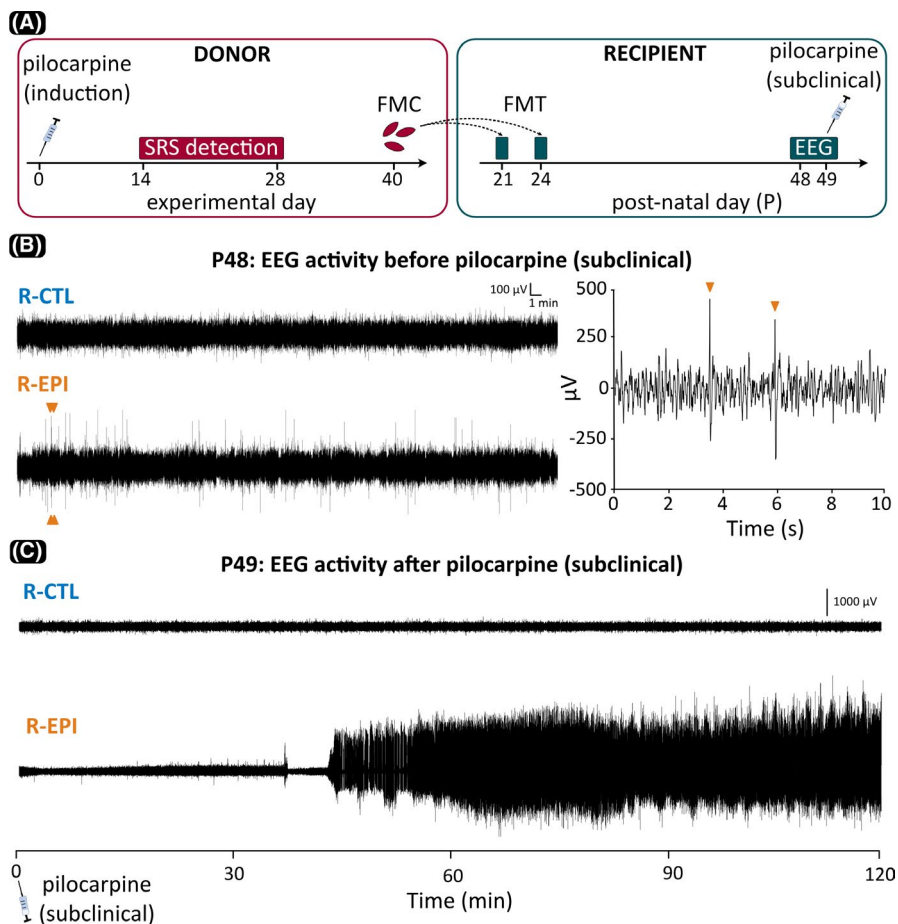 (A)
DONOR
pilocarpine
(induction)
SRS detection
FMC
0
14
28
40
experimental day
RECIPIENT
FMT
pilocarpine
(subclinical)
EEG
21
24
48
49
post-natal day (P)
(B)
P48: EEG activity before pilocarpine (subclinical)
R-CTL
100 µV
1 min
R-EPI
500
250
0
-250
-500
µV
0
2
4
6
8
10
Time (s)
(C)
P49: EEG activity after pilocarpine (subclinical)
R-CTL
1000 µV
R-EPI
0
30
60
90
120
pilocarpine
(subclinical)
Time (min)